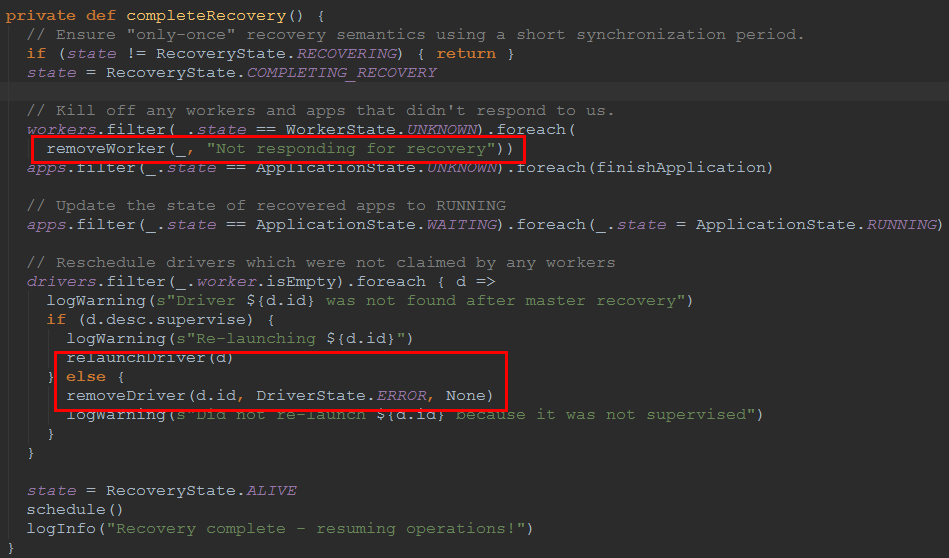 private def completeRecovery() {
// Ensure "only-once" recovery semantics using a short synchronization period.
if (state != RecoveryState.RECOVERING) { return }
state = RecoveryState.COMPLETING_RECOVERY
// Kill off any workers and apps that didn't respond to us.
workers.filter(_.state == WorkerState.UNKNOWN).foreach(
removeWorker(_, "Not responding for recovery"))
apps.filter(_.state == ApplicationState.UNKNOWN).foreach(finishApplication)
// Update the state of recovered apps to RUNNING
apps.filter(_.state == ApplicationState.WAITING).foreach(_.state = ApplicationState.RUNNING)
// Reschedule drivers which were not claimed by any workers
drivers.filter(_.worker.isEmpty).foreach { d =>
logWarning(s"Driver ${d.id} was not found after master recovery")
if (d.desc.supervise) {
logWarning(s"Re-launching ${d.id}")
relaunchDriver(d)
} else {
removeDriver(d.id, DriverState.ERROR, None)
logWarning(s"Did not re-launch ${d.id} because it was not supervised")
}
}
state = RecoveryState.ALIVE
schedule()
logInfo("Recovery complete - resuming operations!")
}